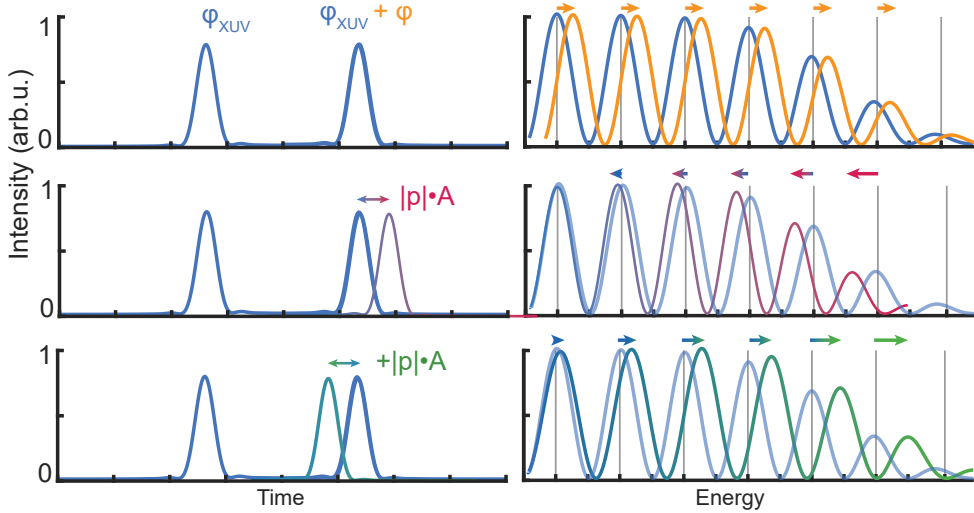 φXUV
φXUV + φ
1
0
|p|•A
1
0
+|p|•A
1
0
Intensity (arb.u.)
Time
Energy